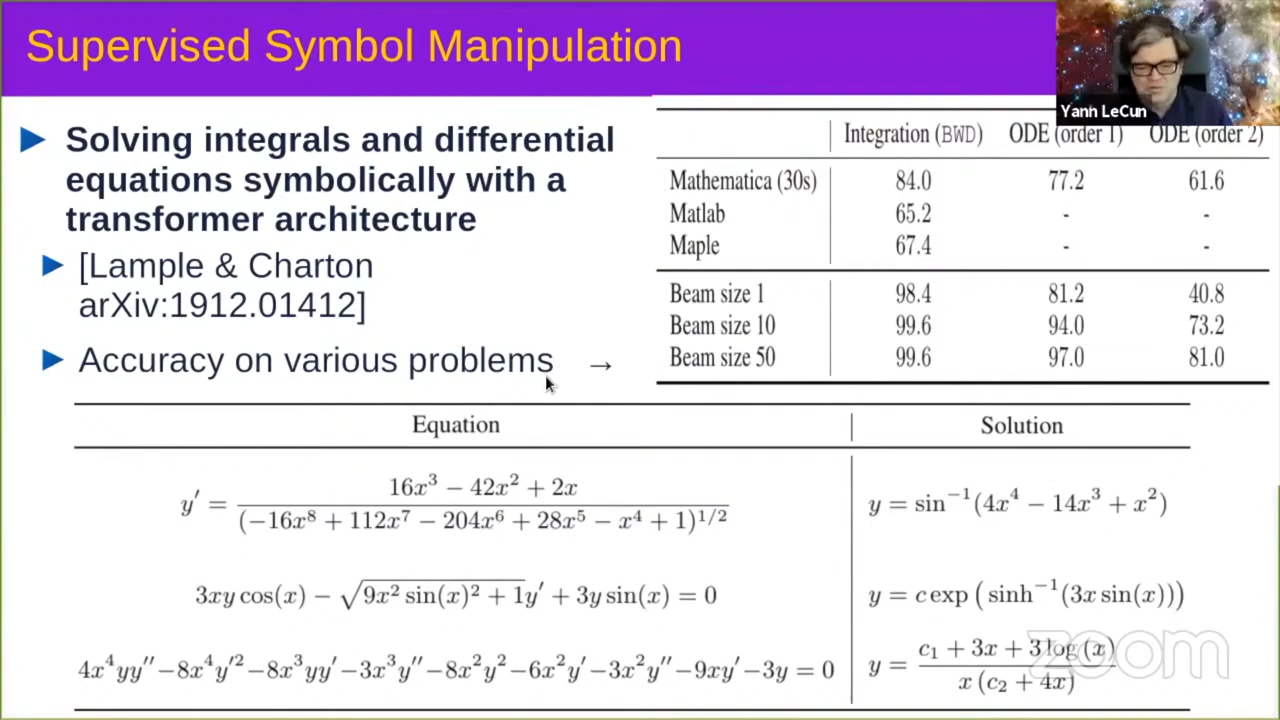 Supervised Symbol Manipulation
Yann LeCun
Solving integrals and differential
equations symbolically with a
transformer architecture
[Lample & Charton
arXiv:1912.01412]
Accuracy on various problems →
Integration (BWD) ODE (order 1) ODE (order 2)
Mathematica (30s) 84.0 77.2 61.6
Matlab 65.2 - -
Maple 67.4 - -
Beam size 1 98.4 81.2 40.8
Beam size 10 99.6 94.0 73.2
Beam size 50 99.6 97.0 81.0
Equation Solution
y′ = (16x³ − 42x² + 2x) / (−16x⁸ + 112x⁷ − 204x⁶ + 28x⁵ − x⁴ + 1)^{1/2} y = sin⁻¹(4x⁴ − 14x³ + x²)
3xy cos(x) − √(9x² sin(x)² + 1)y′ + 3y sin(x) = 0 y = c exp (sinh⁻¹(3x sin(x)))
4x⁴yy″ − 8x⁴y′² − 8x³yy′ − 3x³y″ − 8x²y² − 6x²y′ − 3x²y″ − 9xy′ − 3y = 0 y = (c₁ + 3x + 3 log(x)) / (x (c₂ + 4x))
zoom